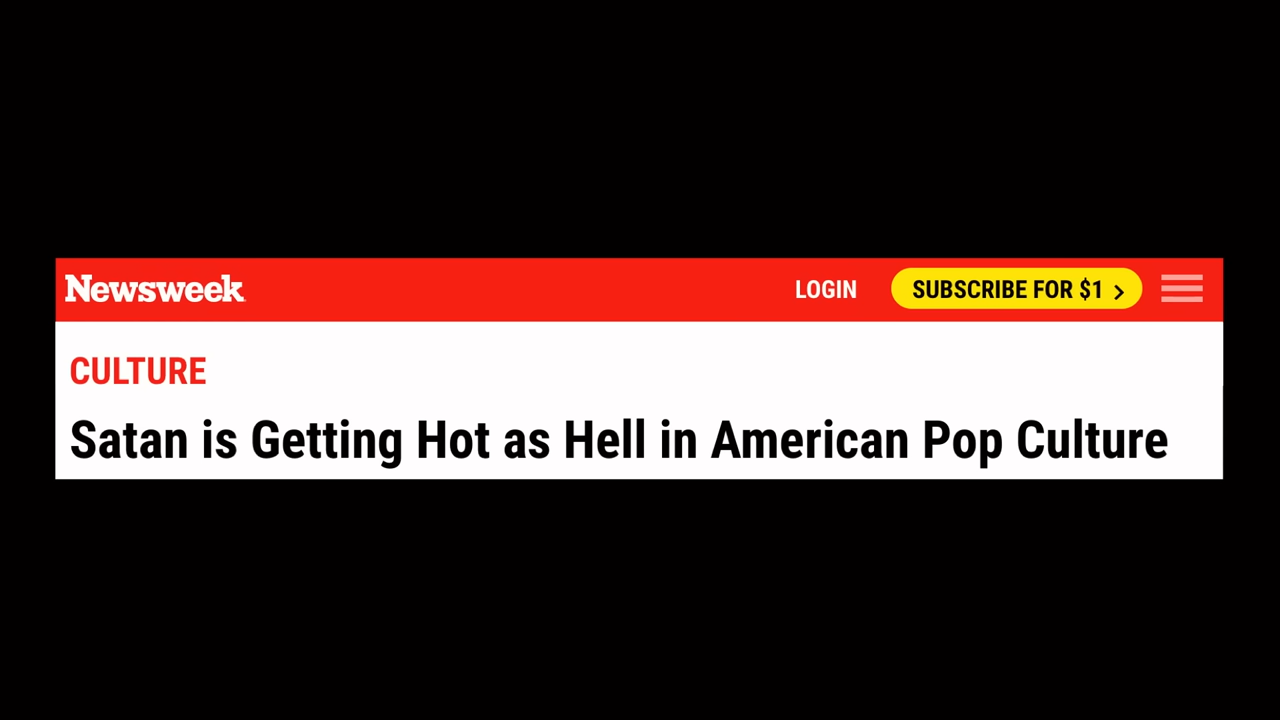 Newsweek
LOGIN
SUBSCRIBE FOR $1
CULTURE
Satan is Getting Hot as Hell in American Pop Culture